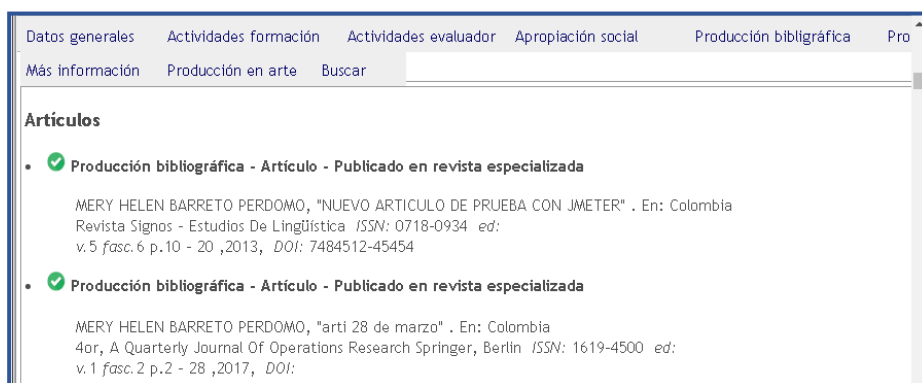 Datos generales Actividades formación Actividades evaluador Apropiación social Producción bibligráfica Pro
Más información Producción en arte Buscar
Artículos
• Producción bibliográfica - Artículo - Publicado en revista especializada
MERY HELEN BARRETO PERDOMO, "NUEVO ARTICULO DE PRUEBA CON JMETER" . En: Colombia
Revista Signos - Estudios De Lingüística ISSN: 0718-0934 ed:
v.5 fasc.6 p.10 - 20 ,2013, DOI: 7484512-45454
• Producción bibliográfica - Artículo - Publicado en revista especializada
MERY HELEN BARRETO PERDOMO, "arti 28 de marzo" . En: Colombia
4or, A Quarterly Journal Of Operations Research Springer, Berlin ISSN: 1619-4500 ed:
v.1 fasc.2 p.2 - 28 ,2017, DOI: